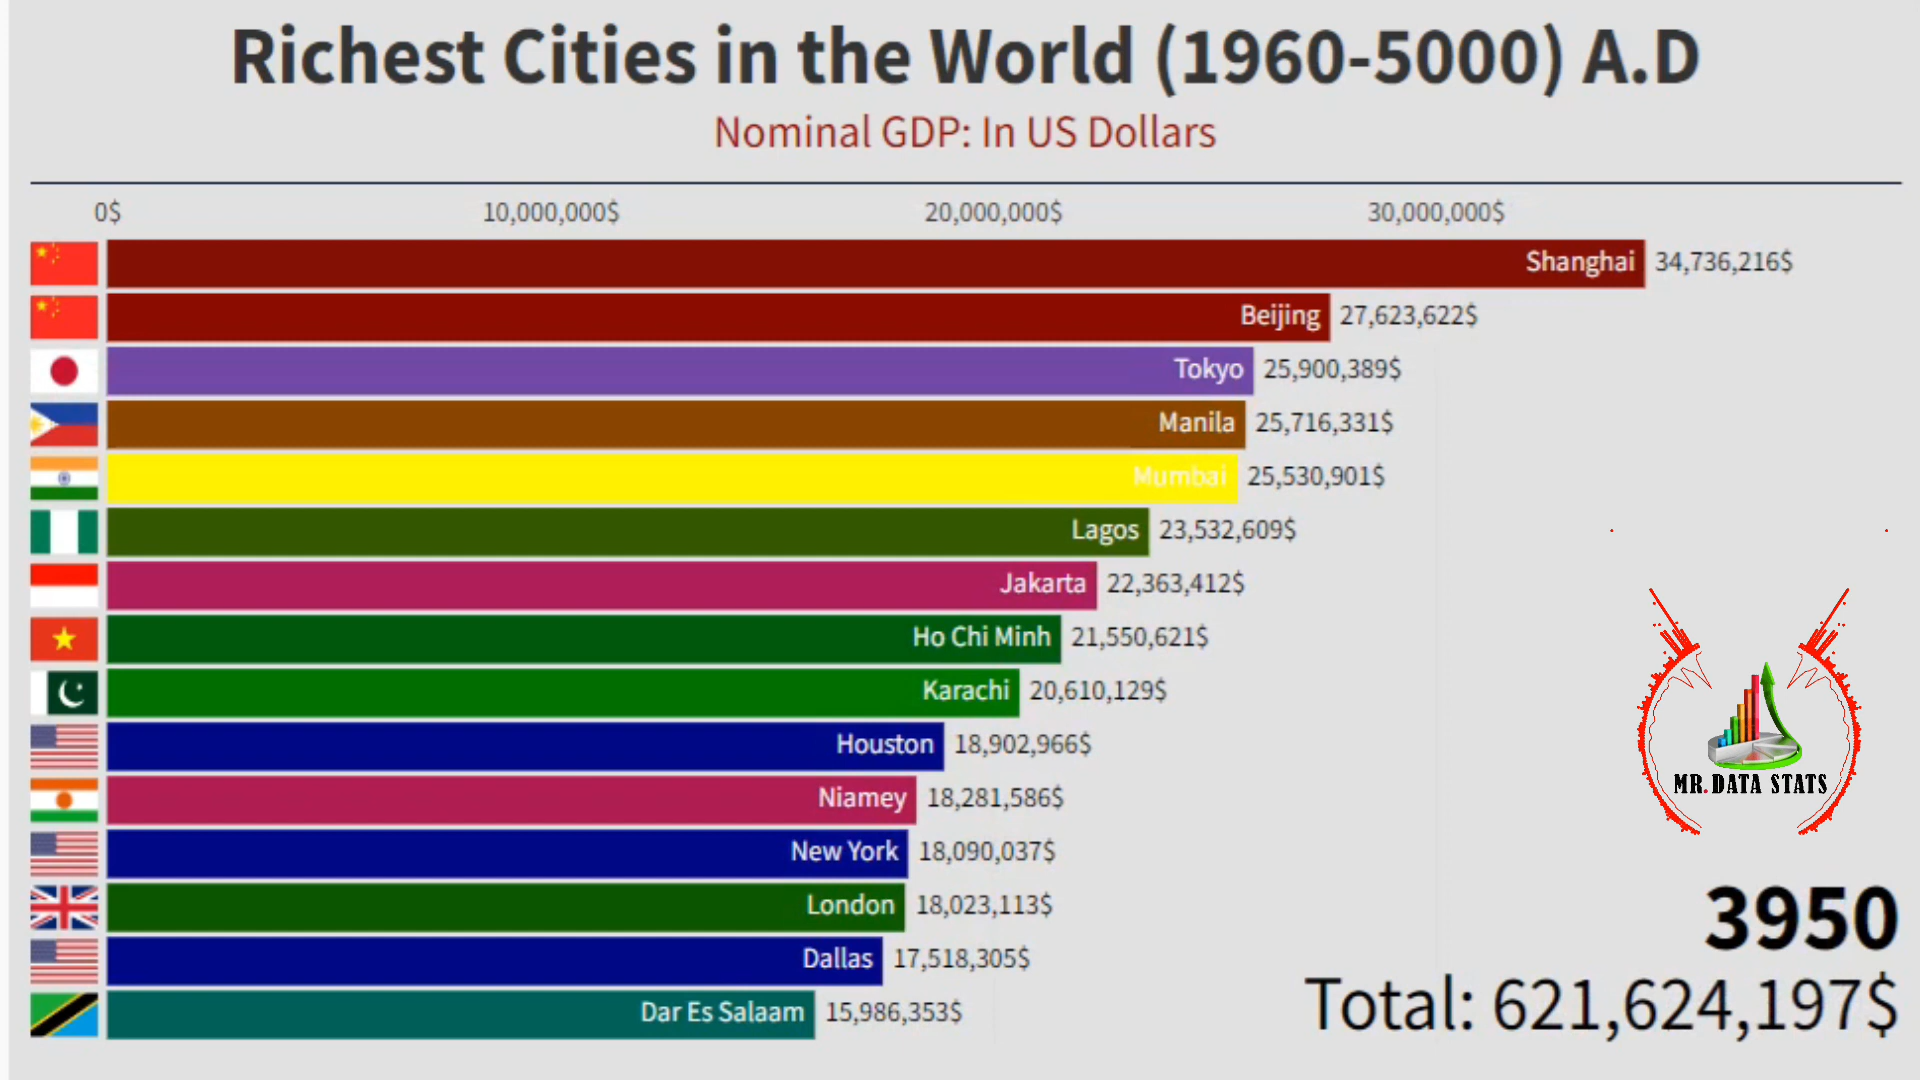 Richest Cities in the World (1960-5000) A.D
Nominal GDP: In US Dollars
0$ 10,000,000$ 20,000,000$ 30,000,000$
Shanghai 34,736,216$
Beijing 27,623,622$
Tokyo 25,900,389$
Manila 25,716,331$
Mumbai 25,530,901$
Lagos 23,532,609$
Jakarta 22,363,412$
Ho Chi Minh 21,550,621$
Karachi 20,610,129$
Houston 18,902,966$
Niamey 18,281,586$
New York 18,090,037$
London 18,023,113$
Dallas 17,518,305$
Dar Es Salaam 15,986,353$
MR.DATA STATS
3950
Total: 621,624,197$